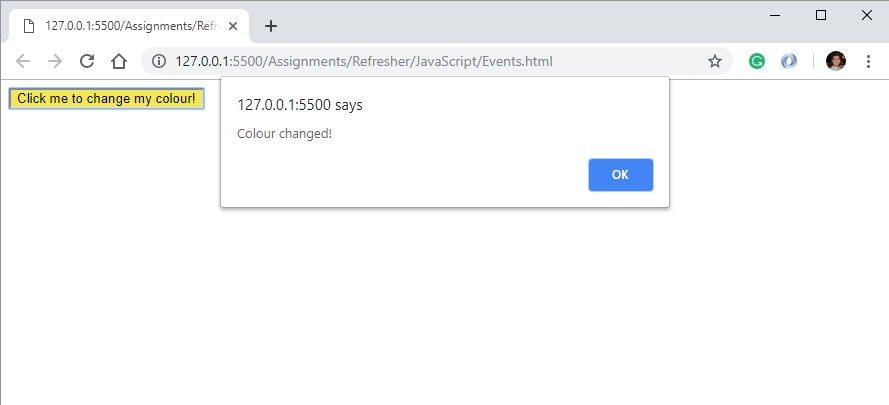 127.0.0.1:5500/Assignments/Refr
127.0.0.1:5500/Assignments/Refresher/JavaScript/Events.html
Click me to change my colour!
127.0.0.1:5500 says
Colour changed!
OK